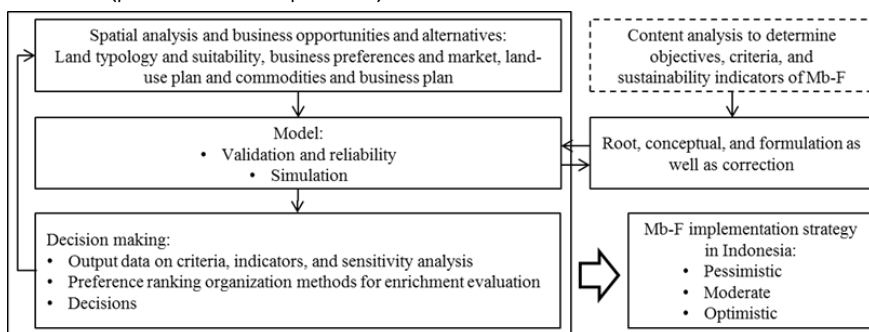 Spatial analysis and business opportunities and alternatives:
Land typology and suitability, business preferences and market, land-
use plan and commodities and business plan
Content analysis to determine
objectives, criteria, and
sustainability indicators of Mb-F
Model:
• Validation and reliability
• Simulation
Root, conceptual, and formulation as
well as correction
Decision making:
• Output data on criteria, indicators, and sensitivity analysis
• Preference ranking organization methods for enrichment evaluation
• Decisions
Mb-F implementation strategy
in Indonesia:
• Pessimistic
• Moderate
• Optimistic